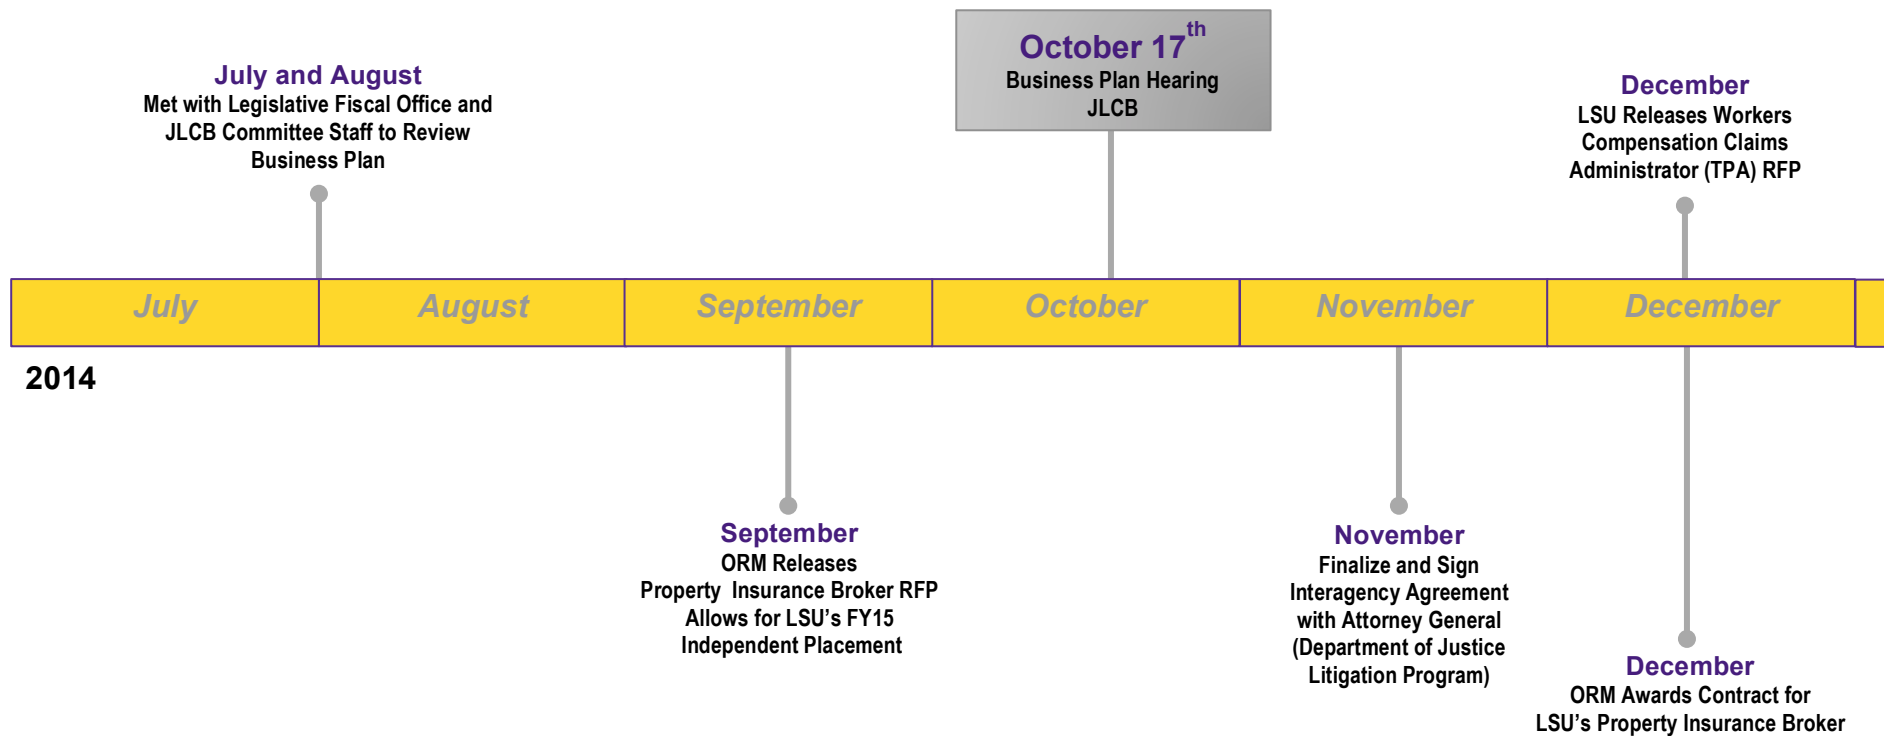 July and August
Met with Legislative Fiscal Office and
JLCB Committee Staff to Review
Business Plan
October 17th
Business Plan Hearing
JLCB
December
LSU Releases Workers
Compensation Claims
Administrator (TPA) RFP
July
August
September
October
November
December
2014
September
ORM Releases
Property Insurance Broker RFP
Allows for LSU's FY15
Independent Placement
November
Finalize and Sign
Interagency Agreement
with Attorney General
(Department of Justice
Litigation Program)
December
ORM Awards Contract for
LSU's Property Insurance Broker